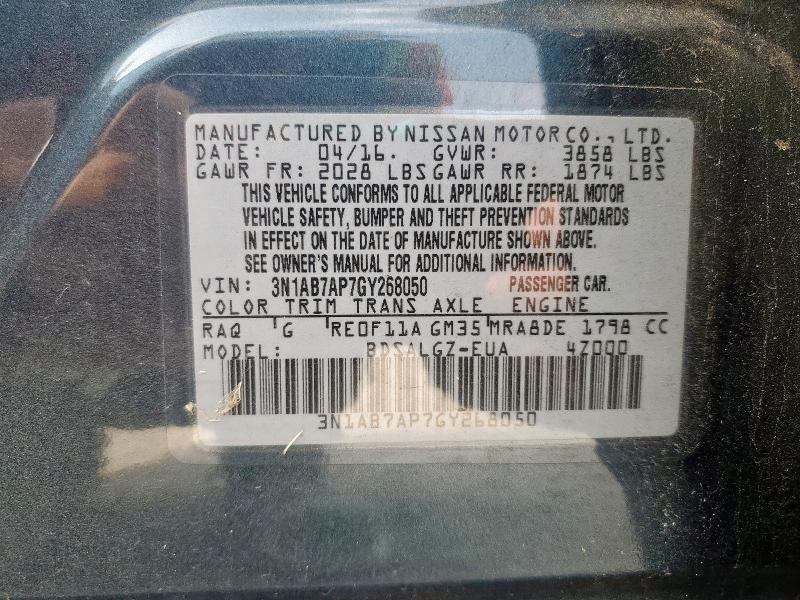 MANUFACTURED BY NISSAN MOTOR CO., LTD.
DATE: 04/16. GVWR: 3858 LBS
GAWR FR: 2028 LBS GAWR RR: 1874 LBS
THIS VEHICLE CONFORMS TO ALL APPLICABLE FEDERAL MOTOR
VEHICLE SAFETY, BUMPER AND THEFT PREVENTION STANDARDS
IN EFFECT ON THE DATE OF MANUFACTURE SHOWN ABOVE.
SEE OWNER'S MANUAL FOR ADDITIONAL INFORMATION.
VIN: 3N1AB7AP7GY268050 PASSENGER CAR.
COLOR TRIM TRANS AXLE ENGINE
RAQ 'G 'RE0F11A GM35 'MRA8DE 1798 CC
MODEL: BDSALGZ-EUA 4Z000
3N1AB7AP7GY268050